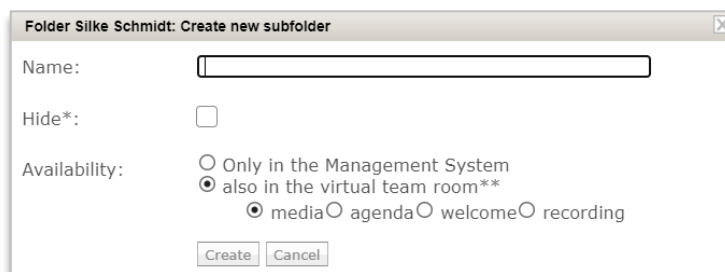 Folder Silke Schmidt: Create new subfolder
Name:
Hide*:
Availability: Only in the Management System
also in the virtual team room**
media agenda welcome recording
Create Cancel